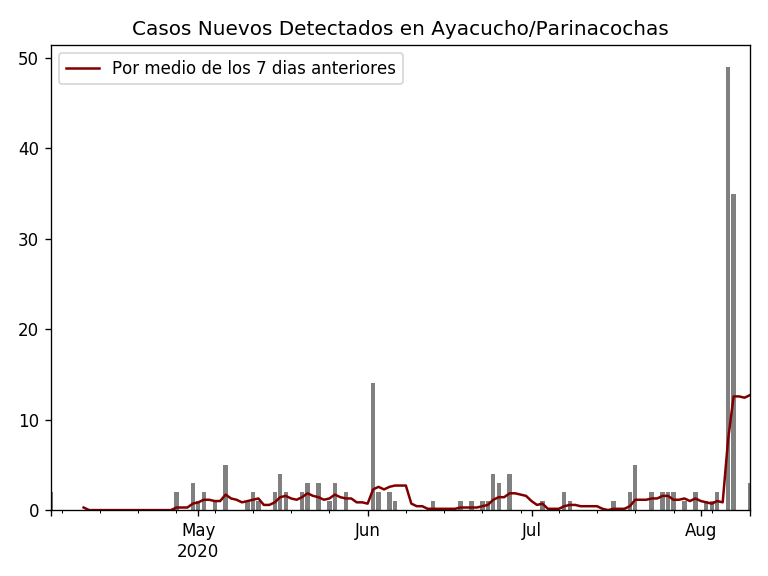 Casos Nuevos Detectados en Ayacucho/Parinacochas
Por medio de los 7 dias anteriores
50
40
30
20
10
0
May
2020
Jun
Jul
Aug